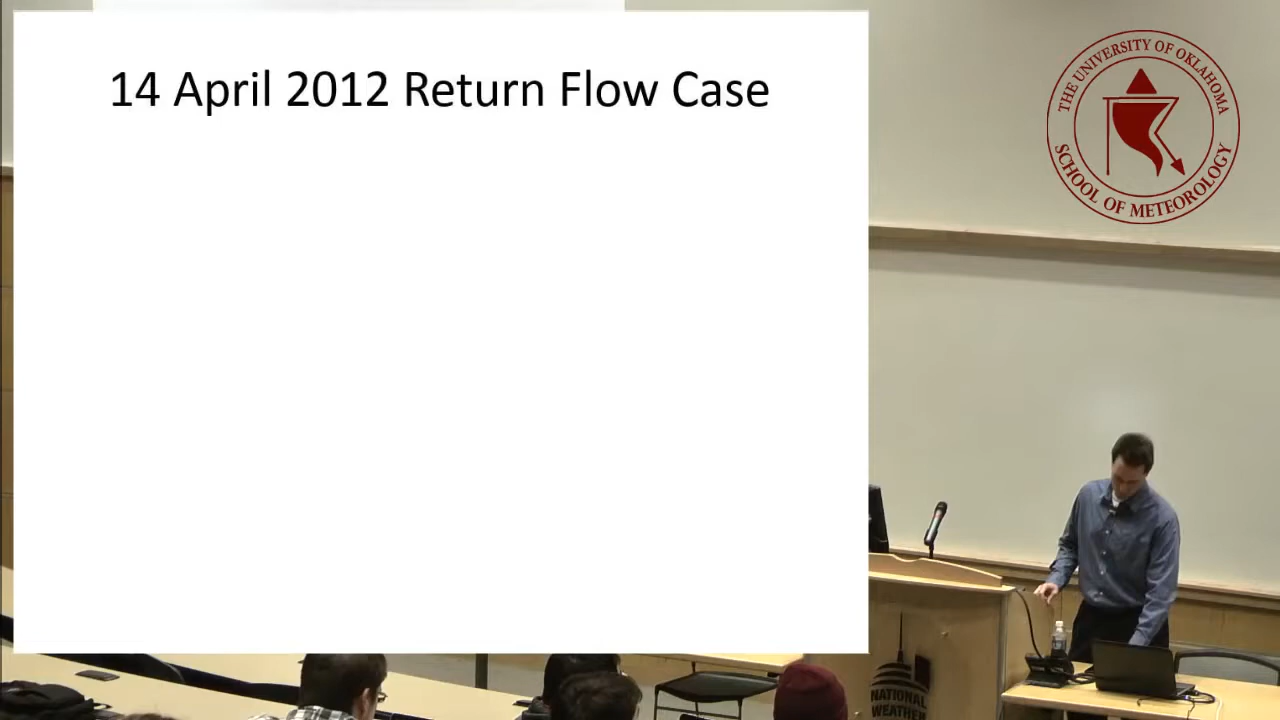 14 April 2012 Return Flow Case
THE UNIVERSITY OF OKLAHOMA
SCHOOL OF METEOROLOGY
NATIONAL
WEATHER